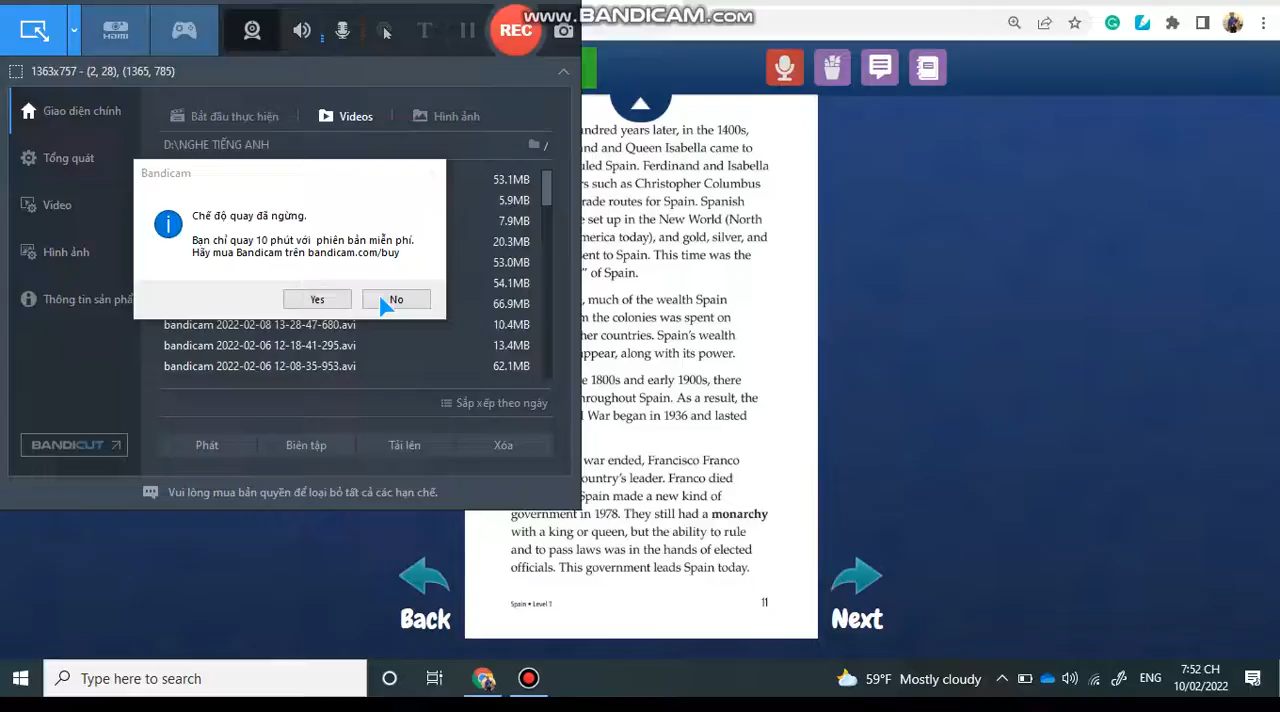 www.BANDICAM.com
HDMI
REC
1363x757 - (2, 28), (1365, 785)
Giao diện chính
Tổng quát
Video
Hình ảnh
Thông tin sản phẩ
Bắt đầu thực hiện
Videos
Hình ảnh
D:\NGHE TIẾNG ANH
53.1MB
5.9MB
7.9MB
20.3MB
53.0MB
54.1MB
66.9MB
bandicam 2022-02-08 13-28-47-680.avi 10.4MB
bandicam 2022-02-06 12-18-41-295.avi 13.4MB
bandicam 2022-02-06 12-08-35-953.avi 62.1MB
Sắp xếp theo ngày
Phát
Biên tập
Tải lên
Xóa
BANDICUT
Vui lòng mua bản quyền để loại bỏ tất cả các hạn chế.
Bandicam
Chế độ quay đã ngừng.
Bạn chỉ quay 10 phút với phiên bản miễn phí.
Hãy mua Bandicam trên bandicam.com/buy
Yes
No
ndred years later, in the 1400s,
nd and Queen Isabella came to
uled Spain. Ferdinand and Isabella
rs such as Christopher Columbus
rade routes for Spain. Spanish
e set up in the New World (North
merica today), and gold, silver, and
ent to Spain. This time was the
" of Spain.
, much of the wealth Spain
m the colonies was spent on
her countries. Spain's wealth
ppear, along with its power.
e 1800s and early 1900s, there
hroughout Spain. As a result, the
l War began in 1936 and lasted
war ended, Francisco Franco
ountry's leader. Franco died
Spain made a new kind of
government in 1978. They still had a monarchy
with a king or queen, but the ability to rule
and to pass laws was in the hands of elected
officials. This government leads Spain today.
Spain • Level T
11
Back
Next
Type here to search
59°F Mostly cloudy
ENG
7:52 CH
10/02/2022